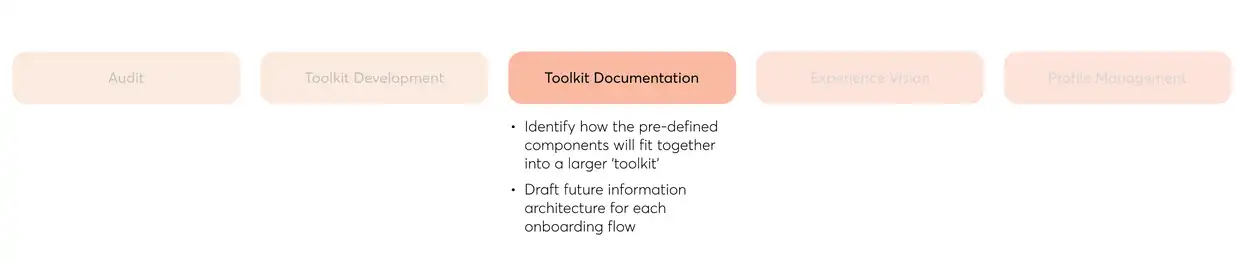 Audit
Toolkit Development
Toolkit Documentation
Experience Vision
Profile Management
• Identify how the pre-defined
components will fit together
into a larger ‘toolkit’
• Draft future information
architecture for each
onboarding flow